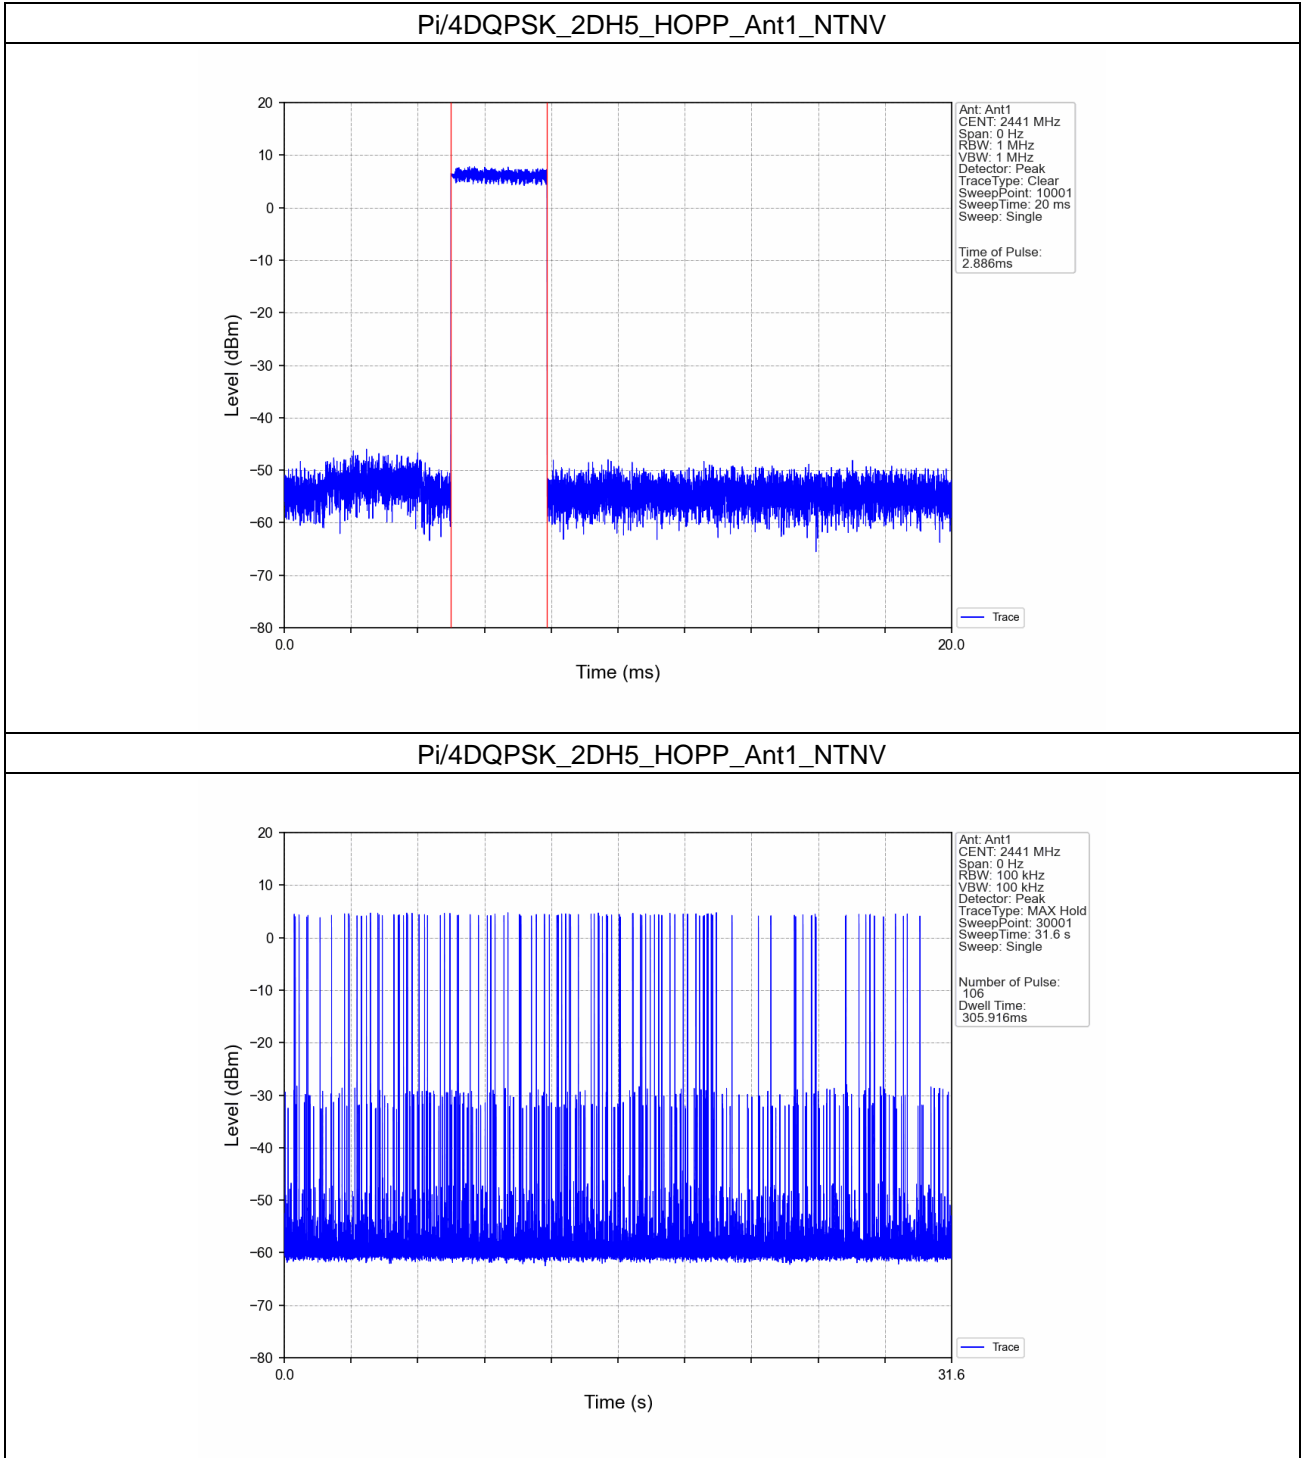 Pi/4DQPSK_2DH5_HOPP_Ant1_NTNV
20
10
0
−10
−20
−30
−40
−50
−60
−70
−80
Level (dBm)
0.0
20.0
Time (ms)
Ant: Ant1
CENT: 2441 MHz
Span: 0 Hz
RBW: 1 MHz
VBW: 1 MHz
Detector: Peak
TraceType: Clear
SweepPoint: 10001
SweepTime: 20 ms
Sweep: Single
Time of Pulse:
2.886ms
Trace
Pi/4DQPSK_2DH5_HOPP_Ant1_NTNV
20
10
0
−10
−20
−30
−40
−50
−60
−70
−80
Level (dBm)
0.0
31.6
Time (s)
Ant: Ant1
CENT: 2441 MHz
Span: 0 Hz
RBW: 100 kHz
VBW: 100 kHz
Detector: Peak
TraceType: MAX Hold
SweepPoint: 30001
SweepTime: 31.6 s
Sweep: Single
Number of Pulse:
106
Dwell Time:
305.916ms
Trace